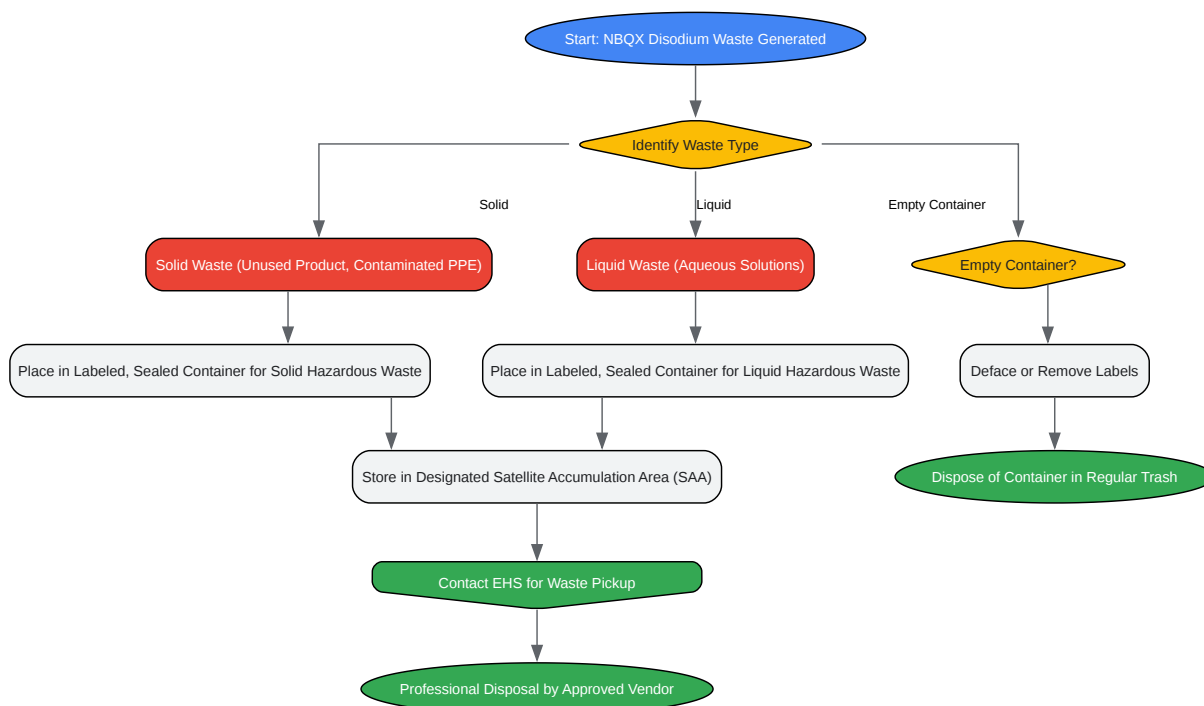 Start: NBQX Disodium Waste Generated
Identify Waste Type
Solid
Liquid
Empty Container
Solid Waste (Unused Product, Contaminated PPE)
Liquid Waste (Aqueous Solutions)
Empty Container?
Place in Labeled, Sealed Container for Solid Hazardous Waste
Place in Labeled, Sealed Container for Liquid Hazardous Waste
Deface or Remove Labels
Store in Designated Satellite Accumulation Area (SAA)
Dispose of Container in Regular Trash
Contact EHS for Waste Pickup
Professional Disposal by Approved Vendor